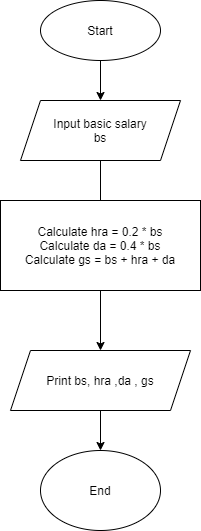 Start
Input basic salary
bs
Calculate hra = 0.2 * bs
Calculate da = 0.4 * bs
Calculate gs = bs + hra + da
Print bs, hra ,da , gs
End